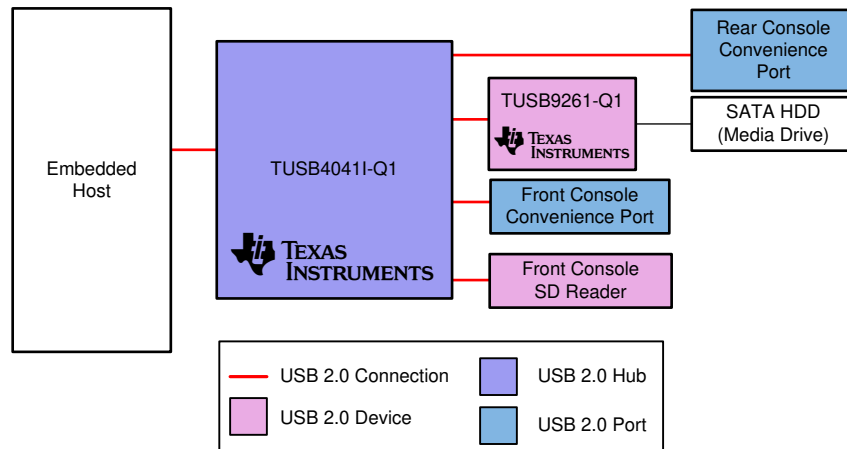 Rear Console
Convenience
Port
TUSB9261-Q1
TEXAS
INSTRUMENTS
SATA HDD
(Media Drive)
Embedded
Host
TUSB4041I-Q1
Front Console
Convenience Port
TEXAS
INSTRUMENTS
Front Console
SD Reader
USB 2.0 Connection
USB 2.0 Hub
USB 2.0 Device
USB 2.0 Port